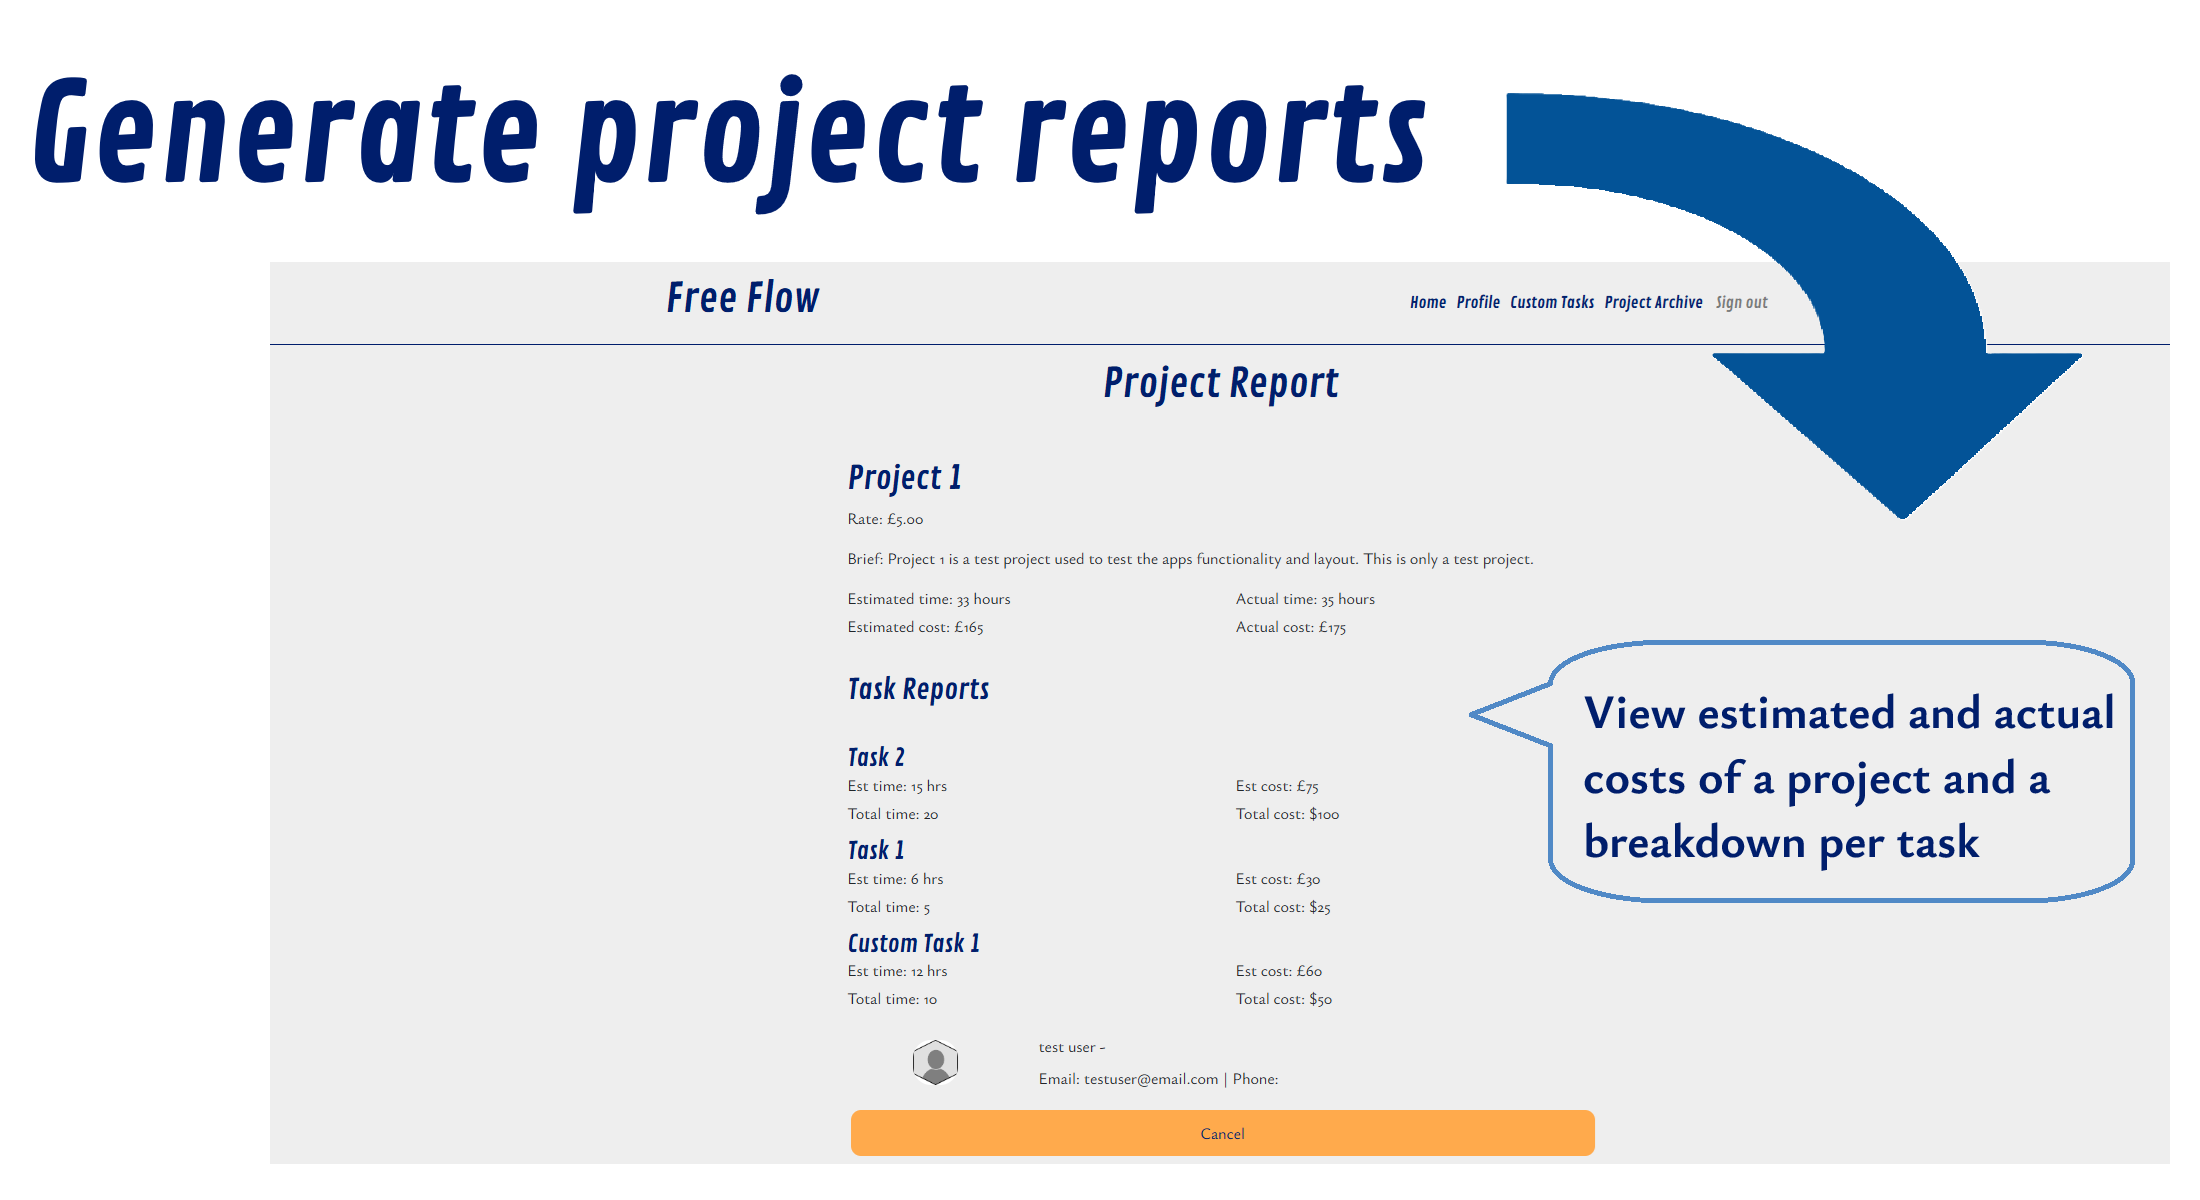 Generate project reports
Free Flow
Home Profile Custom Tasks Project Archive Sign out
Project Report
Project 1
Rate: £5.00
Brief: Project 1 is a test project used to test the apps functionality and layout. This is only a test project.
Estimated time: 33 hours Actual time: 35 hours
Estimated cost: £165 Actual cost: £175
Task Reports
View estimated and actual
costs of a project and a
breakdown per task
Task 2
Est time: 15 hrs Est cost: £75
Total time: 20 Total cost: $100
Task 1
Est time: 6 hrs Est cost: £30
Total time: 5 Total cost: $25
Custom Task 1
Est time: 12 hrs Est cost: £60
Total time: 10 Total cost: $50
test user -
Email: testuser@email.com | Phone:
Cancel